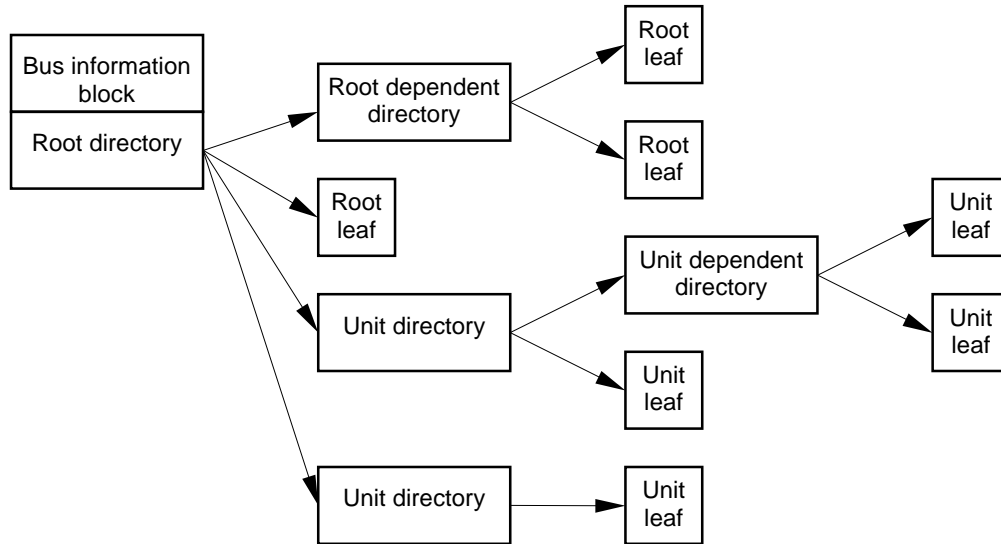 Bus information
block
Root directory
Root dependent
directory
Root
leaf
Root
leaf
Root
leaf
Unit directory
Unit dependent
directory
Unit
leaf
Unit
leaf
Unit
leaf
Unit directory
Unit
leaf